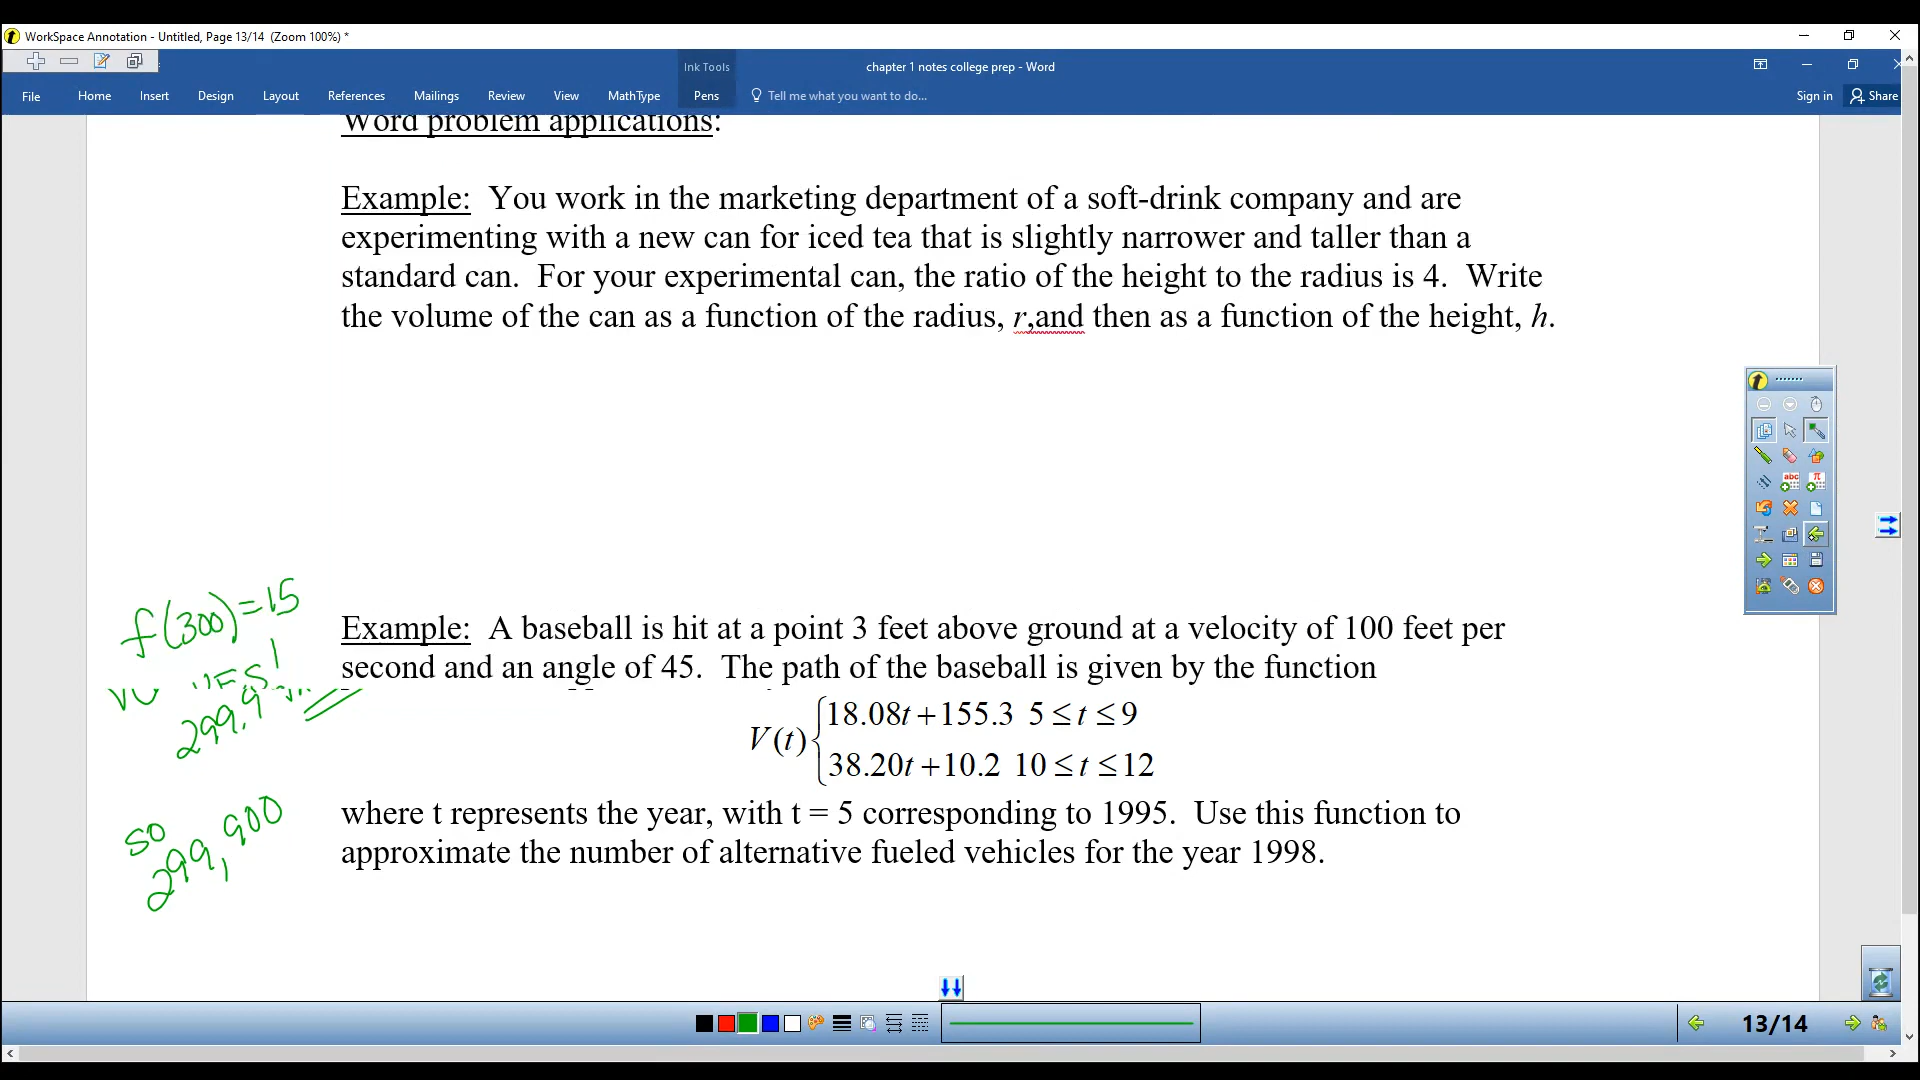 WorkSpace Annotation - Untitled, Page 13/14 (Zoom 100%) *
Ink Tools
chapter 1 notes college prep - Word
File Home Insert Design Layout References Mailings Review View MathType Pens Tell me what you want to do... Sign in Share
Word problem applications:
Example: You work in the marketing department of a soft-drink company and are
experimenting with a new can for iced tea that is slightly narrower and taller than a
standard can. For your experimental can, the ratio of the height to the radius is 4. Write
the volume of the can as a function of the radius, r,and then as a function of the height, h.
f(300)=15
Example: A baseball is hit at a point 3 feet above ground at a velocity of 100 feet per
second and an angle of 45. The path of the baseball is given by the function
299.9
V(t) { 18.08t + 155.3 5 ≤ t ≤ 9
38.20t + 10.2 10 ≤ t ≤ 12
where t represents the year, with t = 5 corresponding to 1995. Use this function to
approximate the number of alternative fueled vehicles for the year 1998.
so
299,900
abc
π
13/14